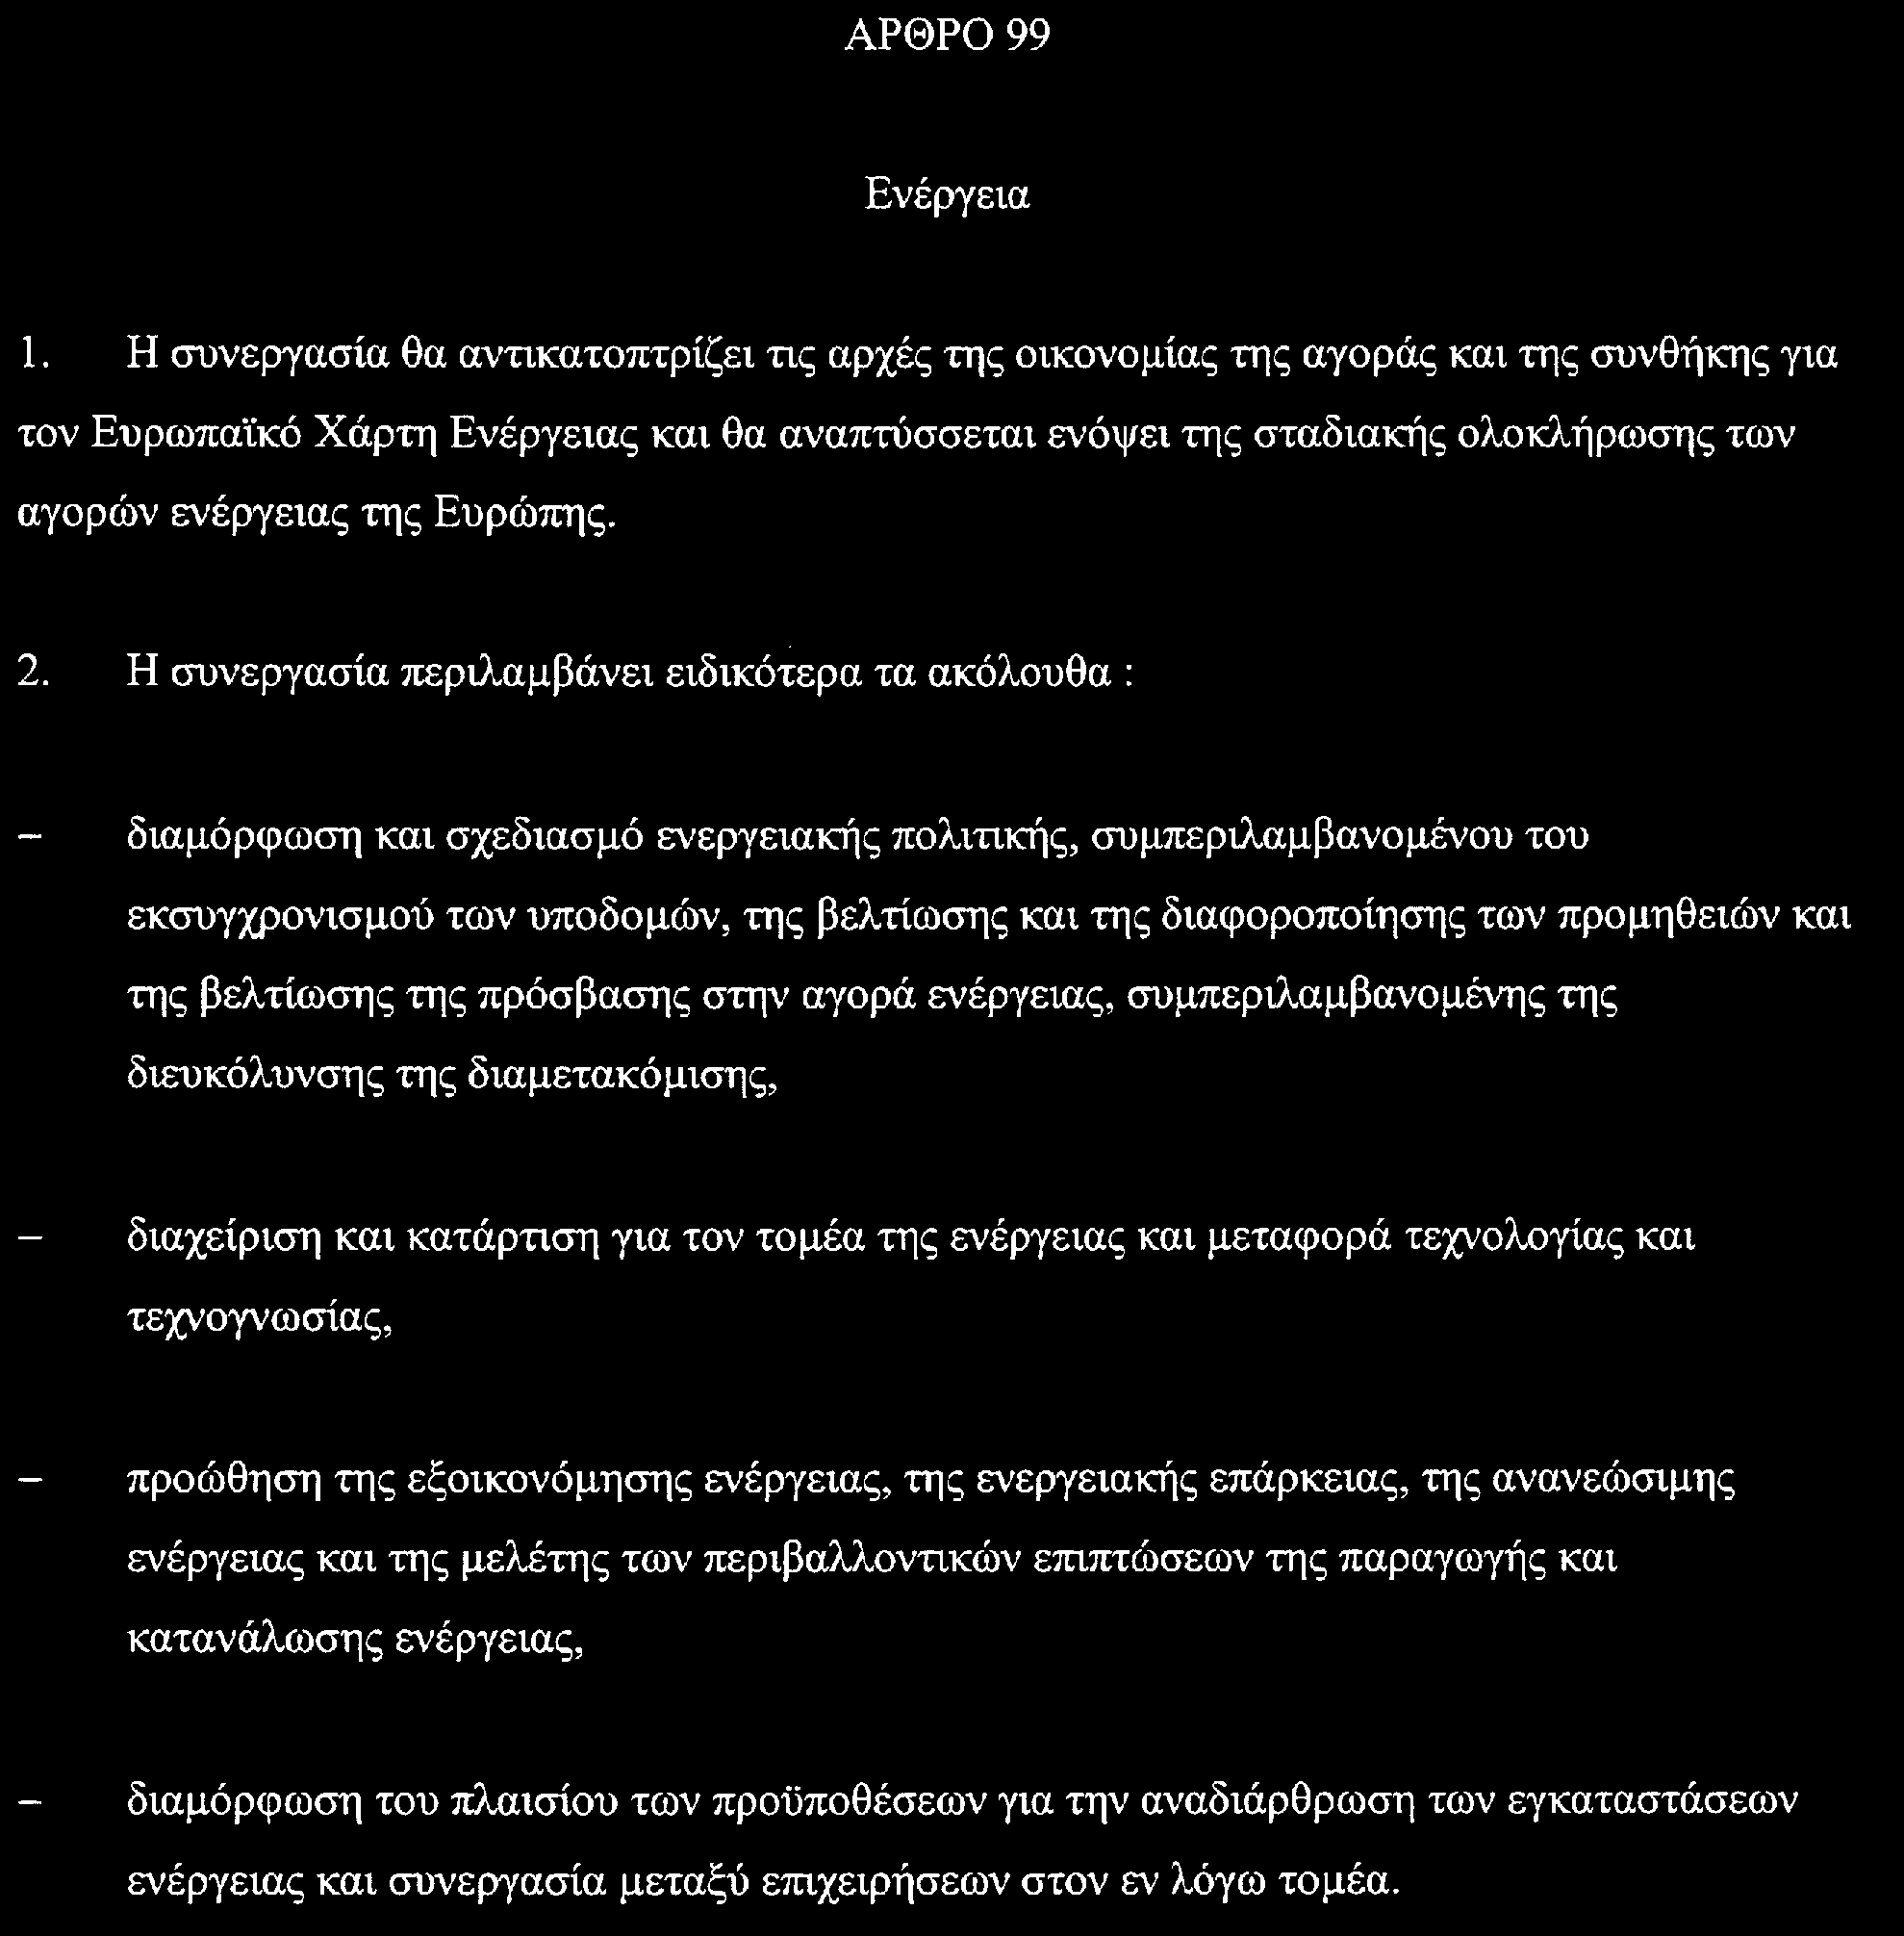 ΑΡΘΡΟ 99
Ενέργεια
1. Η συνεργασία θα αντικατοπτρίζει τις αρχές της οικονομίας της αγοράς και της συνθήκης για
τον Ευρωπαϊκό Χάρτη Ενέργειας και θα αναπτύσσεται ενόψει της σταδιακής ολοκλήρωσης των
αγορών ενέργειας της Ευρώπης.
2. Η συνεργασία περιλαμβάνει ειδικότερα τα ακόλουθα :
– διαμόρφωση και σχεδιασμό ενεργειακής πολιτικής, συμπεριλαμβανομένου του
εκσυγχρονισμού των υποδομών, της βελτίωσης και της διαφοροποίησης των προμηθειών και
της βελτίωσης της πρόσβασης στην αγορά ενέργειας, συμπεριλαμβανομένης της
διευκόλυνσης της διαμετακόμισης,
– διαχείριση και κατάρτιση για τον τομέα της ενέργειας και μεταφορά τεχνολογίας και
τεχνογνωσίας,
– προώθηση της εξοικονόμησης ενέργειας, της ενεργειακής επάρκειας, της ανανεώσιμης
ενέργειας και της μελέτης των περιβαλλοντικών επιπτώσεων της παραγωγής και
κατανάλωσης ενέργειας,
– διαμόρφωση του πλαισίου των προϋποθέσεων για την αναδιάρθρωση των εγκαταστάσεων
ενέργειας και συνεργασία μεταξύ επιχειρήσεων στον εν λόγω τομέα.